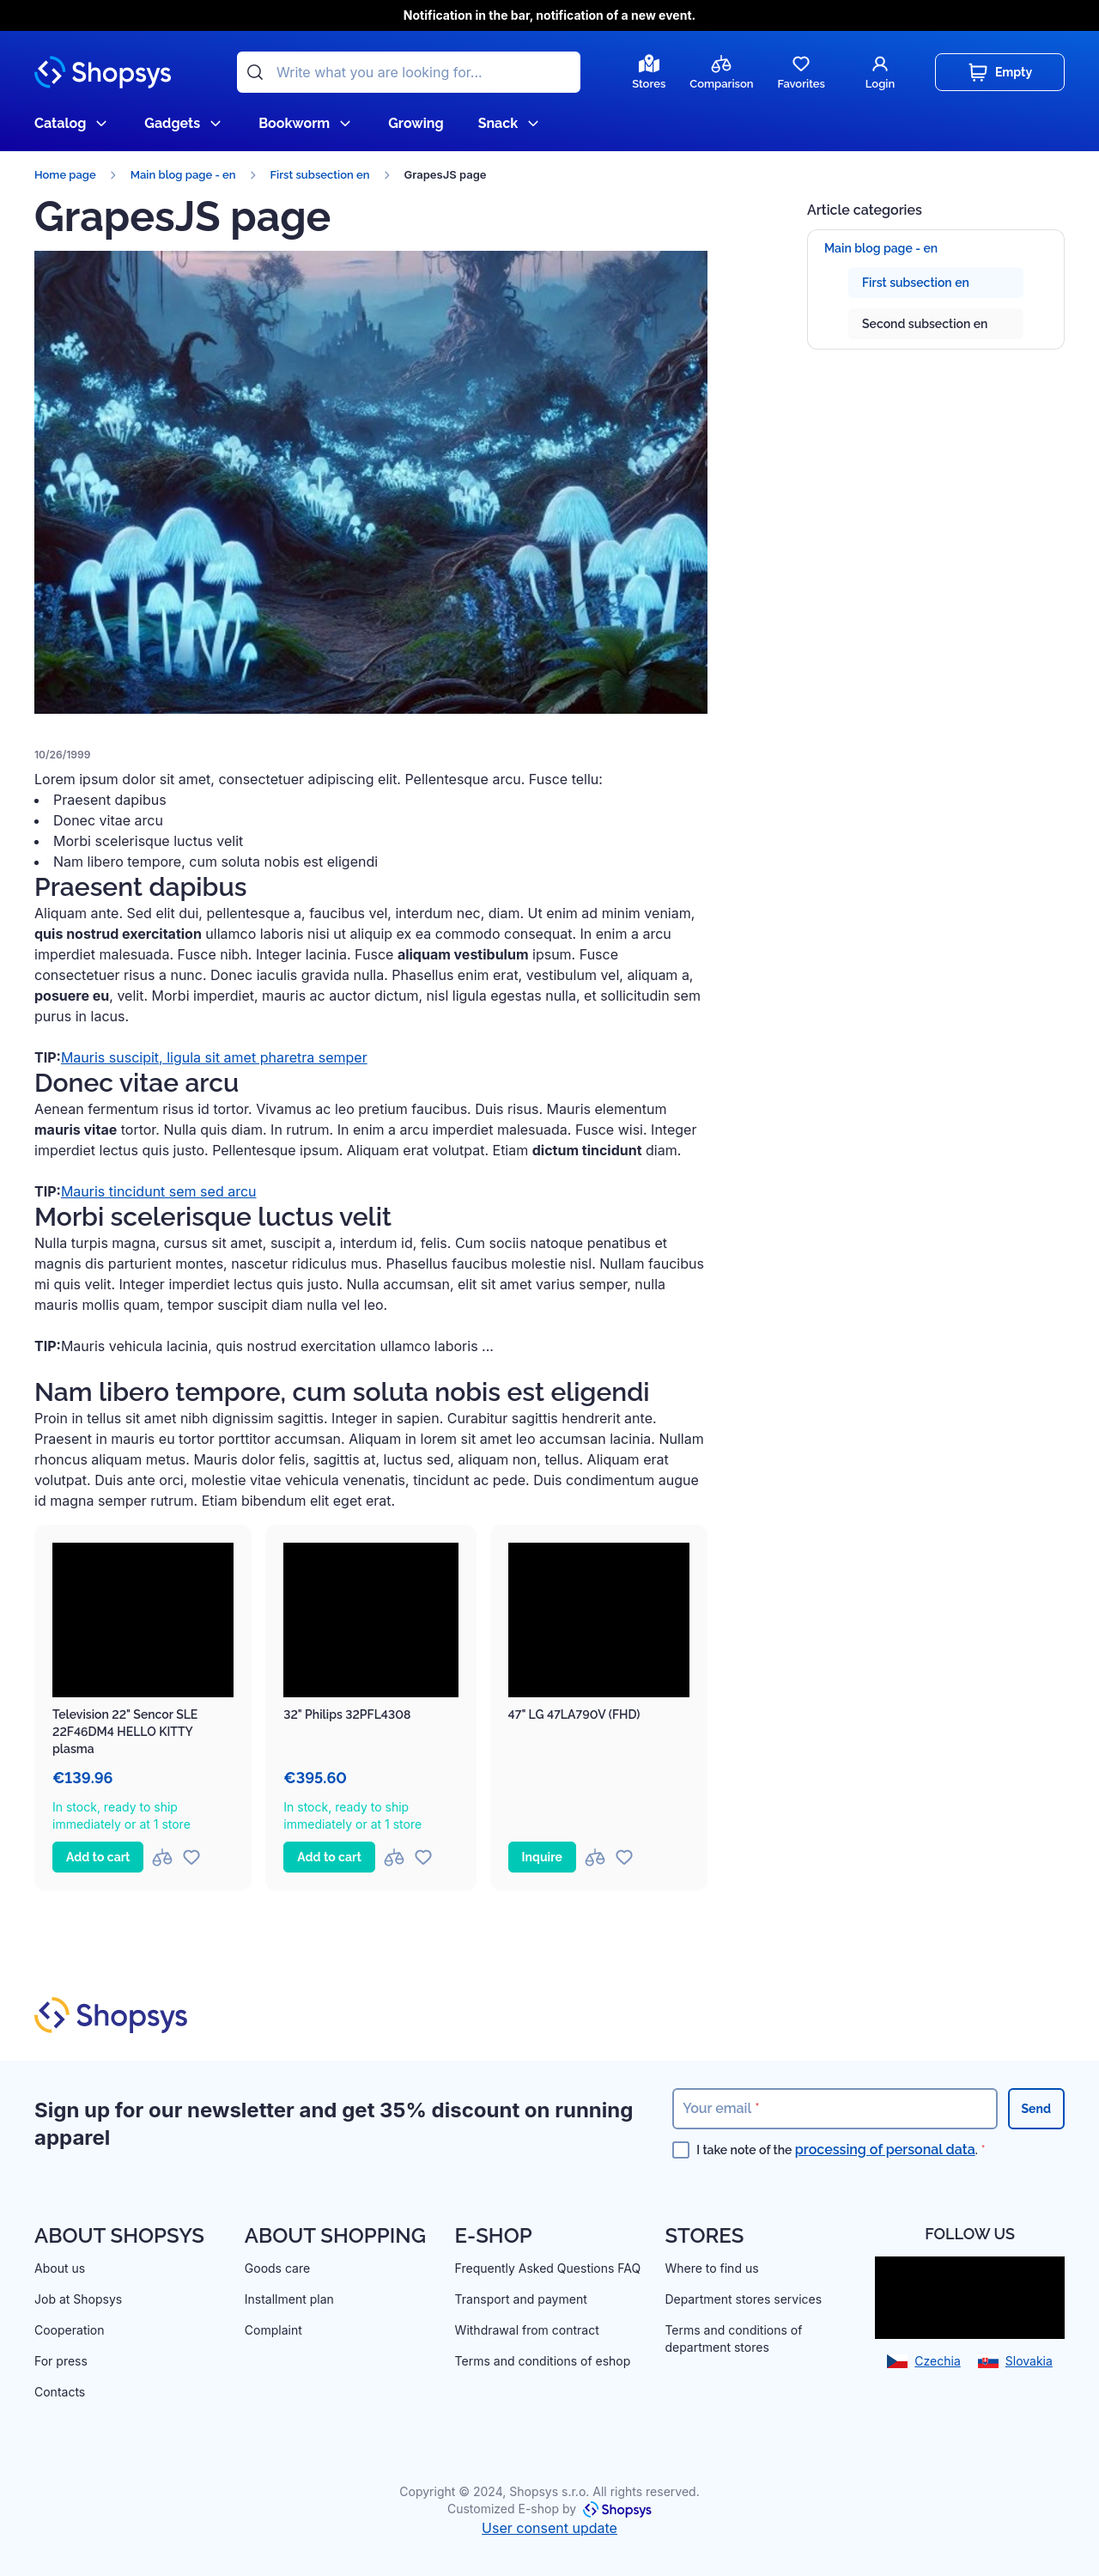 Notification in the bar, notification of a new event.
Shopsys
Write what you are looking for...
Stores
Comparison
Favorites
Login
Empty
Catalog
Gadgets
Bookworm
Growing
Snack
Home page
Main blog page - en
First subsection en
GrapesJS page
GrapesJS page
Article categories
Main blog page - en
First subsection en
Second subsection en
10/26/1999
Lorem ipsum dolor sit amet, consectetuer adipiscing elit. Pellentesque arcu. Fusce tellu:
• Praesent dapibus
• Donec vitae arcu
• Morbi scelerisque luctus velit
• Nam libero tempore, cum soluta nobis est eligendi
Praesent dapibus
Aliquam ante. Sed elit dui, pellentesque a, faucibus vel, interdum nec, diam. Ut enim ad minim veniam,
quis nostrud exercitation ullamco laboris nisi ut aliquip ex ea commodo consequat. In enim a arcu
imperdiet malesuada. Fusce nibh. Integer lacinia. Fusce aliquam vestibulum ipsum. Fusce
consectetuer risus a nunc. Donec iaculis gravida nulla. Phasellus enim erat, vestibulum vel, aliquam a,
posuere eu, velit. Morbi imperdiet, mauris ac auctor dictum, nisl ligula egestas nulla, et sollicitudin sem
purus in lacus.
TIP:Mauris suscipit, ligula sit amet pharetra semper
Donec vitae arcu
Aenean fermentum risus id tortor. Vivamus ac leo pretium faucibus. Duis risus. Mauris elementum
mauris vitae tortor. Nulla quis diam. In rutrum. In enim a arcu imperdiet malesuada. Fusce wisi. Integer
imperdiet lectus quis justo. Pellentesque ipsum. Aliquam erat volutpat. Etiam dictum tincidunt diam.
TIP:Mauris tincidunt sem sed arcu
Morbi scelerisque luctus velit
Nulla turpis magna, cursus sit amet, suscipit a, interdum id, felis. Cum sociis natoque penatibus et
magnis dis parturient montes, nascetur ridiculus mus. Phasellus faucibus molestie nisl. Nullam faucibus
mi quis velit. Integer imperdiet lectus quis justo. Nulla accumsan, elit sit amet varius semper, nulla
mauris mollis quam, tempor suscipit diam nulla vel leo.
TIP:Mauris vehicula lacinia, quis nostrud exercitation ullamco laboris ...
Nam libero tempore, cum soluta nobis est eligendi
Proin in tellus sit amet nibh dignissim sagittis. Integer in sapien. Curabitur sagittis hendrerit ante.
Praesent in mauris eu tortor porttitor accumsan. Aliquam in lorem sit amet leo accumsan lacinia. Nullam
rhoncus aliquam metus. Mauris dolor felis, sagittis at, luctus sed, aliquam non, tellus. Aliquam erat
volutpat. Duis ante orci, molestie vitae vehicula venenatis, tincidunt ac pede. Duis condimentum augue
id magna semper rutrum. Etiam bibendum elit eget erat.
Television 22" Sencor SLE
22F46DM4 HELLO KITTY
plasma
€139.96
In stock, ready to ship
immediately or at 1 store
Add to cart
32" Philips 32PFL4308
€395.60
In stock, ready to ship
immediately or at 1 store
Add to cart
47" LG 47LA790V (FHD)
Inquire
Shopsys
Sign up for our newsletter and get 35% discount on running
apparel
Your email *
Send
I take note of the processing of personal data. *
ABOUT SHOPSYS
About us
Job at Shopsys
Cooperation
For press
Contacts
ABOUT SHOPPING
Goods care
Installment plan
Complaint
E-SHOP
Frequently Asked Questions FAQ
Transport and payment
Withdrawal from contract
Terms and conditions of eshop
STORES
Where to find us
Department stores services
Terms and conditions of
department stores
FOLLOW US
Czechia
Slovakia
Copyright © 2024, Shopsys s.r.o. All rights reserved.
Customized E-shop by Shopsys
User consent update